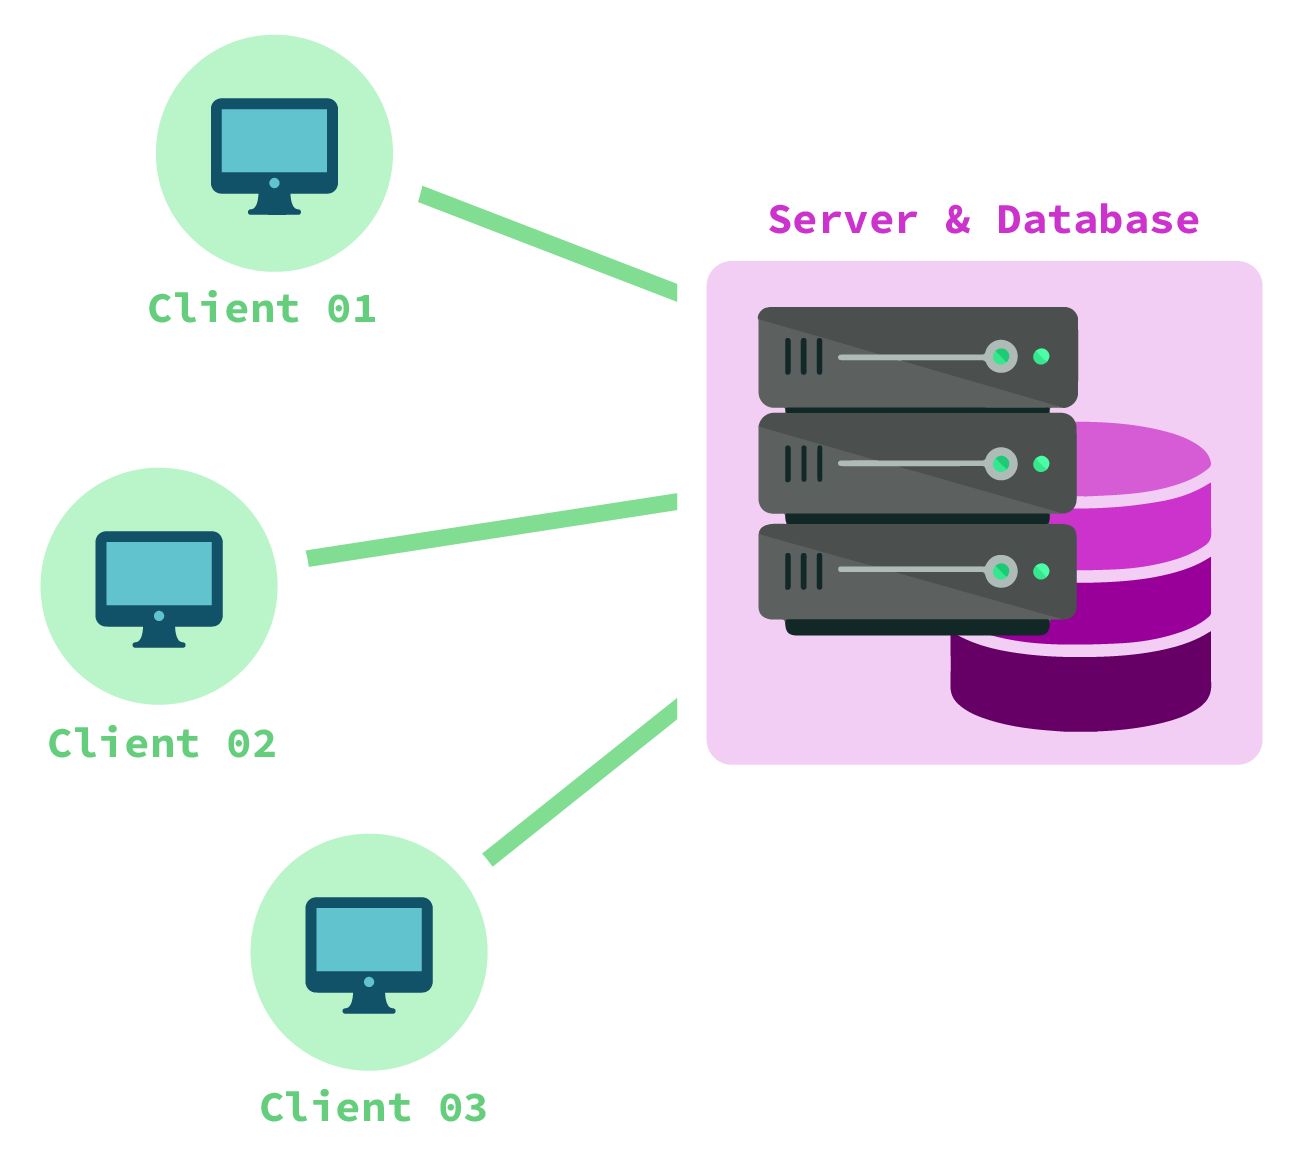 Client 01
Server & Database
Client 02
Client 03